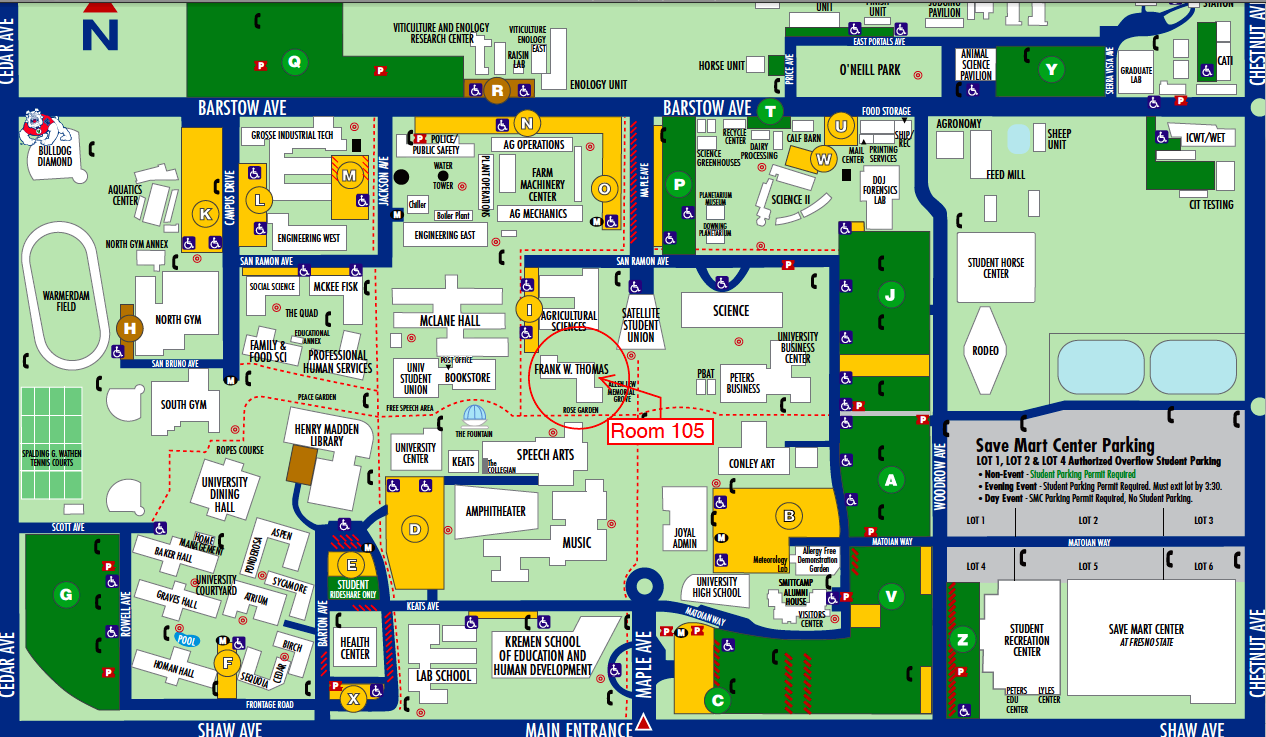 N
CEDAR AVE
Q
P
P
VITICULTURE AND ENOLOGY
RESEARCH CENTER
VITICULTURE
ENOLOGY
EAST
RAISIN
LAB
R
ENOLOGY UNIT
HORSE UNIT
UNIT
UNIT
PAVILION
EAST PORTALS AVE
PRICE AVE
O'NEILL PARK
ANIMAL
SCIENCE
PAVILION
Y
SIERRA VISTA AVE
GRADUATE
LAB
CATI
STATION
CHESTNUT AVE
BARSTOW AVE
BARSTOW AVE
T
P
BULLDOG
DIAMOND
AQUATICS
CENTER
K
CAMPUS DRIVE
L
GROSSE INDUSTRIAL TECH
M
ENGINEERING WEST
JACKSON AVE
M
N
P
POLICE/
PUBLIC SAFETY
WATER
TOWER
Chiller
Boiler Plant
PLANT OPERATIONS
ENGINEERING EAST
AG OPERATIONS
FARM
MACHINERY
CENTER
AG MECHANICS
O
M
MAPLE AVE
P
RECYCLE
CENTER
SCIENCE
GREENHOUSES
DAIRY
PROCESSING
CALF BARN
PLANETARIUM
MUSEUM
DOWNING
PLANETARIUM
SCIENCE II
U
W
MAIL
CENTER
FOOD STORAGE
SHIP/
REC
PRINTING
SERVICES
DOJ
FORENSICS
LAB
AGRONOMY
SHEEP
UNIT
FEED MILL
ICWT/WET
CIT TESTING
NORTH GYM ANNEX
WARMERDAM
FIELD
H
NORTH GYM
SAN BRUNO AVE
M
SAN RAMON AVE
SAN RAMON AVE
P
SOCIAL SCIENCE
MCKEE FISK
THE QUAD
FAMILY &
FOOD SCI
EDUCATIONAL
ANNEX
PROFESSIONAL
HUMAN SERVICES
MCLANE HALL
UNIV
STUDENT
UNION
POST OFFICE
BOOKSTORE
I
AGRICULTURAL
SCIENCES
FRANK W. THOMAS
ALLEN LEW
MEMORIAL
GROVE
ROSE GARDEN
Room 105
SATELLITE
STUDENT
UNION
SCIENCE
UNIVERSITY
BUSINESS
CENTER
PBAT
PETERS
BUSINESS
J
P
P
STUDENT HORSE
CENTER
RODEO
SOUTH GYM
PEACE GARDEN
FREE SPEECH AREA
THE FOUNTAIN
SPALDING G. WATHEN
TENNIS COURTS
ROPES COURSE
HENRY MADDEN
LIBRARY
UNIVERSITY
DINING
HALL
UNIVERSITY
CENTER
KEATS
The
COLLEGIAN
SPEECH ARTS
CONLEY ART
A
P
WOODROW AVE
Save Mart Center Parking
LOT 1, LOT 2 & LOT 4 Authorized Overflow Student Parking
• Non-Event - Student Parking Permit Required
• Evening Event - Student Parking Permit Required. Must exit lot by 3:30.
• Day Event - SMC Parking Permit Required, No Student Parking.
LOT 1
LOT 2
LOT 3
SCOTT AVE
D
AMPHITHEATER
MUSIC
JOYAL
ADMIN
M
B
Meteorology
Lab
Allergy Free
Demonstration
Garden
MATOIAN WAY
MATOIAN WAY
LOT 4
LOT 5
LOT 6
G
P
P
ROWELL AVE
HOME
MANAGEMENT
BAKER HALL
PONDEROSA
ASPEN
UNIVERSITY
COURTYARD
SYCAMORE
GRAVES HALL
ATRIUM
POOL
M
F
BIRCH
HOMAN HALL
SEQUOIA
CEDAR
M
E
STUDENT
RIDESHARE ONLY
BARTON AVE
HEALTH
CENTER
P
X
KEATS AVE
LAB SCHOOL
KREMEN SCHOOL
OF EDUCATION AND
HUMAN DEVELOPMENT
MAPLE AVE
UNIVERSITY
HIGH SCHOOL
SMITTCAMP
ALUMNI
HOUSE
VISITORS
CENTER
P
MATOIAN WAY
P
M
P
C
V
Z
STUDENT
RECREATION
CENTER
PETERS
EDU
CENTER
LYLES
CENTER
SAVE MART CENTER
AT FRESNO STATE
CEDAR AVE
FRONTAGE ROAD
SHAW AVE
MAIN ENTRANCE
SHAW AVE
CHESTNUT AVE